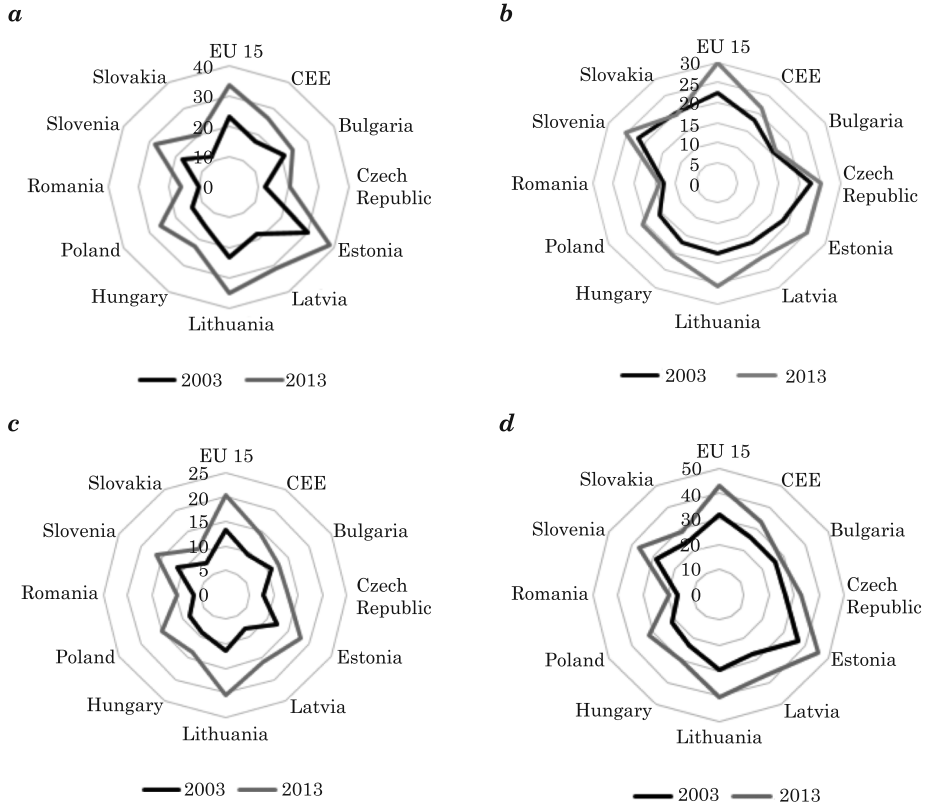 a
EU 15
40
CEE
Slovakia
30
Slovenia
20
Bulgaria
10
Romania
0
Czech
Republic
Poland
Estonia
Hungary
Latvia
Lithuania
2003
2013
b
EU 15
30
CEE
Slovakia
25
20
Slovenia
15
Bulgaria
10
5
Romania
0
Czech
Republic
Poland
Estonia
Hungary
Latvia
Lithuania
2003
2013
c
EU 15
25
CEE
Slovakia
20
Slovenia
15
Bulgaria
10
5
Romania
0
Czech
Republic
Poland
Estonia
Hungary
Latvia
Lithuania
2003
2013
d
EU 15
50
CEE
Slovakia
40
Slovenia
30
Bulgaria
20
10
Romania
0
Czech
Republic
Poland
Estonia
Hungary
Latvia
Lithuania
2003
2013